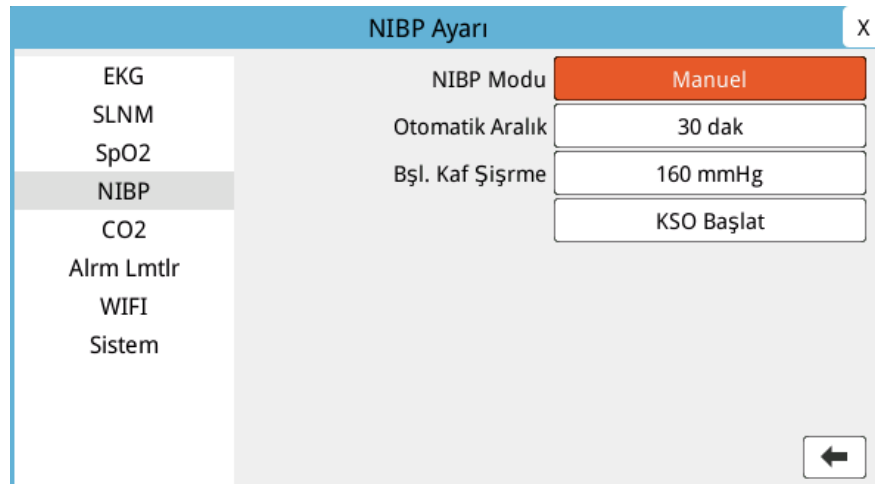 NIBP Ayarı
X
EKG
SLNM
SpO2
NIBP
CO2
Alrm Lmtlr
WIFI
Sistem
NIBP Modu Manuel
Otomatik Aralık 30 dak
Bşl. Kaf Şişrme 160 mmHg
KSO Başlat